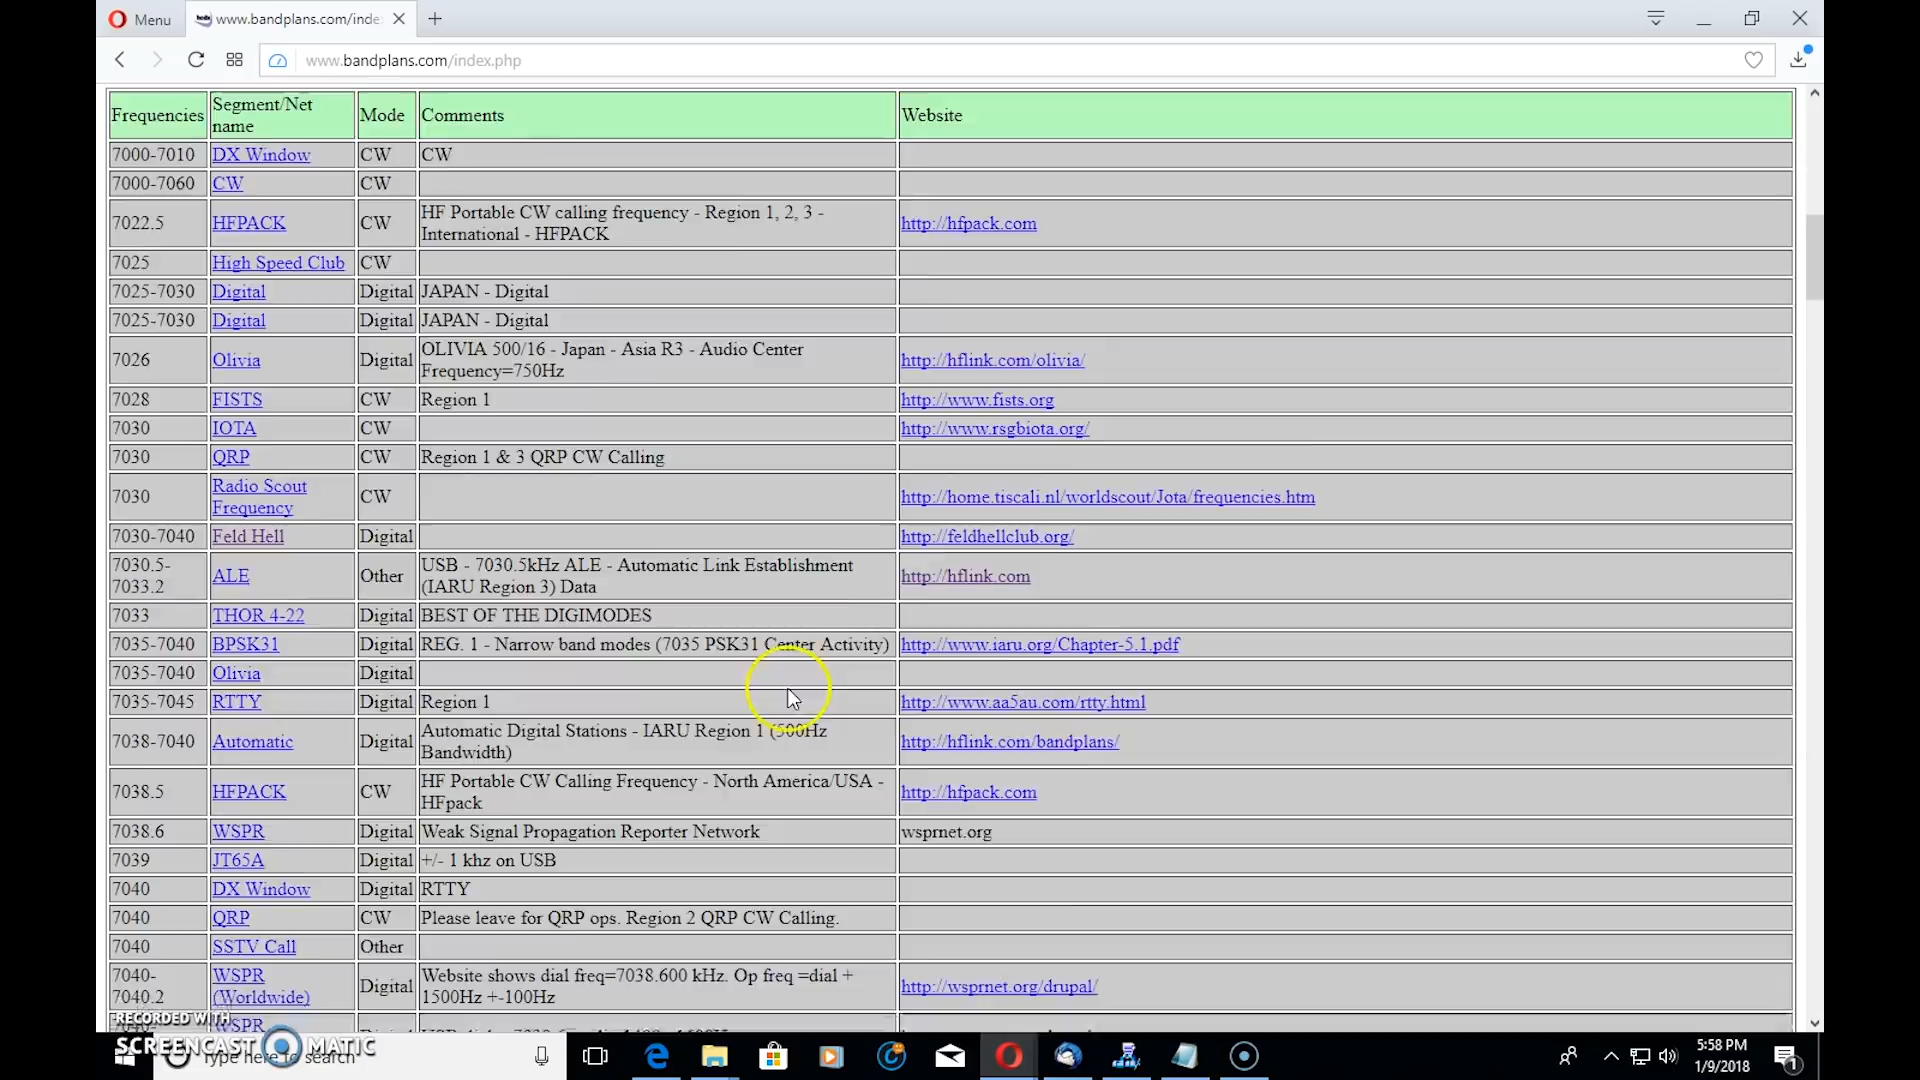 Menu
www.bandplans.com/inde
www.bandplans.com/index.php
Frequencies Segment/Net name Mode Comments Website
7000-7010 DX Window CW CW
7000-7060 CW CW
7022.5 HFPACK CW HF Portable CW calling frequency - Region 1, 2, 3 - International - HFPACK http://hfpack.com
7025 High Speed Club CW
7025-7030 Digital Digital JAPAN - Digital
7025-7030 Digital Digital JAPAN - Digital
7026 Olivia Digital OLIVIA 500/16 - Japan - Asia R3 - Audio Center Frequency=750Hz http://hflink.com/olivia/
7028 FISTS CW Region 1 http://www.fists.org
7030 IOTA CW http://www.rsgbiota.org/
7030 QRP CW Region 1 & 3 QRP CW Calling
7030 Radio Scout Frequency CW http://home.tiscali.nl/worldscout/Jota/frequencies.htm
7030-7040 Feld Hell Digital http://feldhellclub.org/
7030.5-7033.2 ALE Other USB - 7030.5kHz ALE - Automatic Link Establishment (IARU Region 3) Data http://hflink.com
7033 THOR 4-22 Digital BEST OF THE DIGIMODES
7035-7040 BPSK31 Digital REG. 1 - Narrow band modes (7035 PSK31 Center Activity) http://www.iaru.org/Chapter-5.1.pdf
7035-7040 Olivia Digital
7035-7045 RTTY Digital Region 1 http://www.aa5au.com/rtty.html
7038-7040 Automatic Digital Automatic Digital Stations - IARU Region 1 (500Hz Bandwidth) http://hflink.com/bandplans/
7038.5 HFPACK CW HF Portable CW Calling Frequency - North America/USA - HFpack http://hfpack.com
7038.6 WSPR Digital Weak Signal Propagation Reporter Network wsprnet.org
7039 JT65A Digital +/- 1 khz on USB
7040 DX Window Digital RTTY
7040 QRP CW Please leave for QRP ops. Region 2 QRP CW Calling.
7040 SSTV Call Other
7040-7040.2 WSPR (Worldwide) Digital Website shows dial freq=7038.600 kHz. Op freq =dial + 1500Hz +-100Hz http://wsprnet.org/drupal/
WSPR
RECORDED WITH
SCREENCAST MATIC
Type here to search
5:58 PM
1/9/2018
1